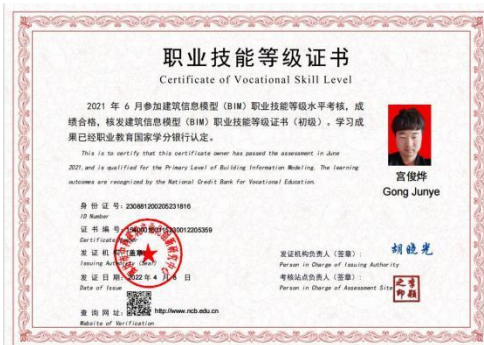 职业技能等级证书
Certificate of Vocational Skill Level
2021 年 6 月参加建筑信息模型（BIM）职业技能等级水平考核，成
绩合格，核发建筑信息模型（BIM）职业技能等级证书（初级）。学习成
果已经职业教育国家学分银行认定。
This is to certify that this certificate owner has passed the assessment in June
2021,and is qualified for the Primary Level of Building Information Modeling. The learning
outcomes are recognized by the National Credit Bank for Vocational Education.
宫俊烨
Gong Junye
身 份 证 号：230881200205231816
ID Number
证 书 编 号：
Certificate
发 证 机 构（盖章）
Issuing Authority (Seal)
发 证 日 期：2022年 4 月 日
Date of Issue
查 询 网 址： http://www.ncb.edu.cn
Website of Verification
发证机构负责人（签章）： 胡晓光
Person in Charge of Issuing Authority
考核站点负责人（签章）：
Person in Charge of Assessment Site